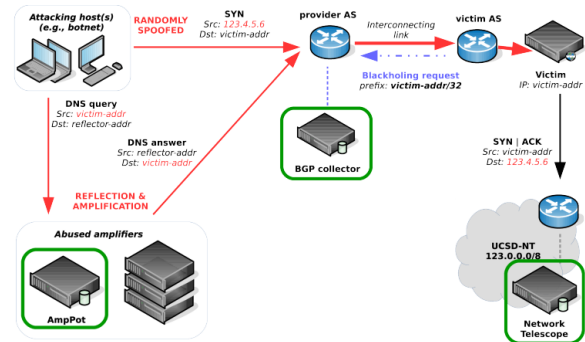 Attacking host(s)
(e.g., botnet)
RANDOMLY
SPOOFED
SYN
Src: 123.4.5.6
Dst: victim-addr
provider AS
Interconnecting
link
victim AS
Blackholing request
prefix: victim-addr/32
Victim
IP: victim-addr
DNS query
Src: victim-addr
Dst: reflector-addr
DNS answer
Src: reflector-addr
Dst: victim-addr
BGP collector
SYN | ACK
Src: victim-addr
Dst: 123.4.5.6
REFLECTION &
AMPLIFICATION
Abused amplifiers
AmpPot
UCSD-NT
123.0.0.0/8
Network
Telescope